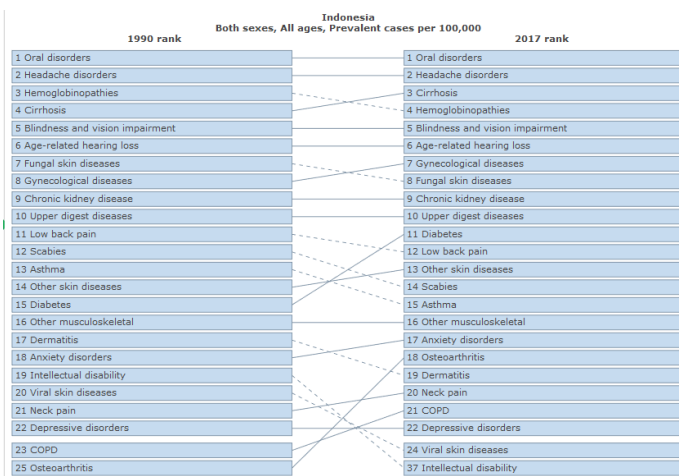 Indonesia
Both sexes, All ages, Prevalent cases per 100,000
1990 rank
2017 rank
1 Oral disorders
1 Oral disorders
2 Headache disorders
2 Headache disorders
3 Hemoglobinopathies
3 Cirrhosis
4 Cirrhosis
4 Hemoglobinopathies
5 Blindness and vision impairment
5 Blindness and vision impairment
6 Age-related hearing loss
6 Age-related hearing loss
7 Fungal skin diseases
7 Gynecological diseases
8 Gynecological diseases
8 Fungal skin diseases
9 Chronic kidney disease
9 Chronic kidney disease
10 Upper digest diseases
10 Upper digest diseases
11 Low back pain
11 Diabetes
12 Scabies
12 Low back pain
13 Asthma
13 Other skin diseases
14 Other skin diseases
14 Scabies
15 Diabetes
15 Asthma
16 Other musculoskeletal
16 Other musculoskeletal
17 Dermatitis
17 Anxiety disorders
18 Anxiety disorders
18 Osteoarthritis
19 Intellectual disability
19 Dermatitis
20 Viral skin diseases
20 Neck pain
21 Neck pain
21 COPD
22 Depressive disorders
22 Depressive disorders
23 COPD
24 Viral skin diseases
25 Osteoarthritis
37 Intellectual disability